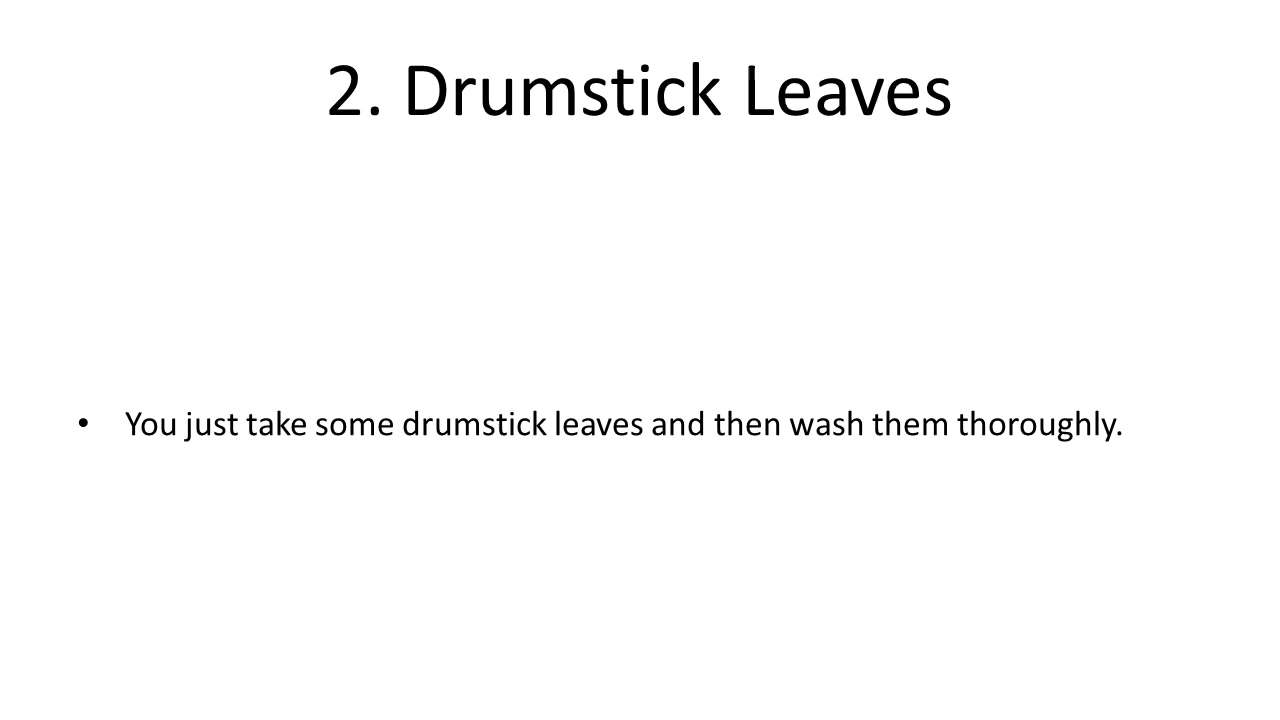 2. Drumstick Leaves
• You just take some drumstick leaves and then wash them thoroughly.